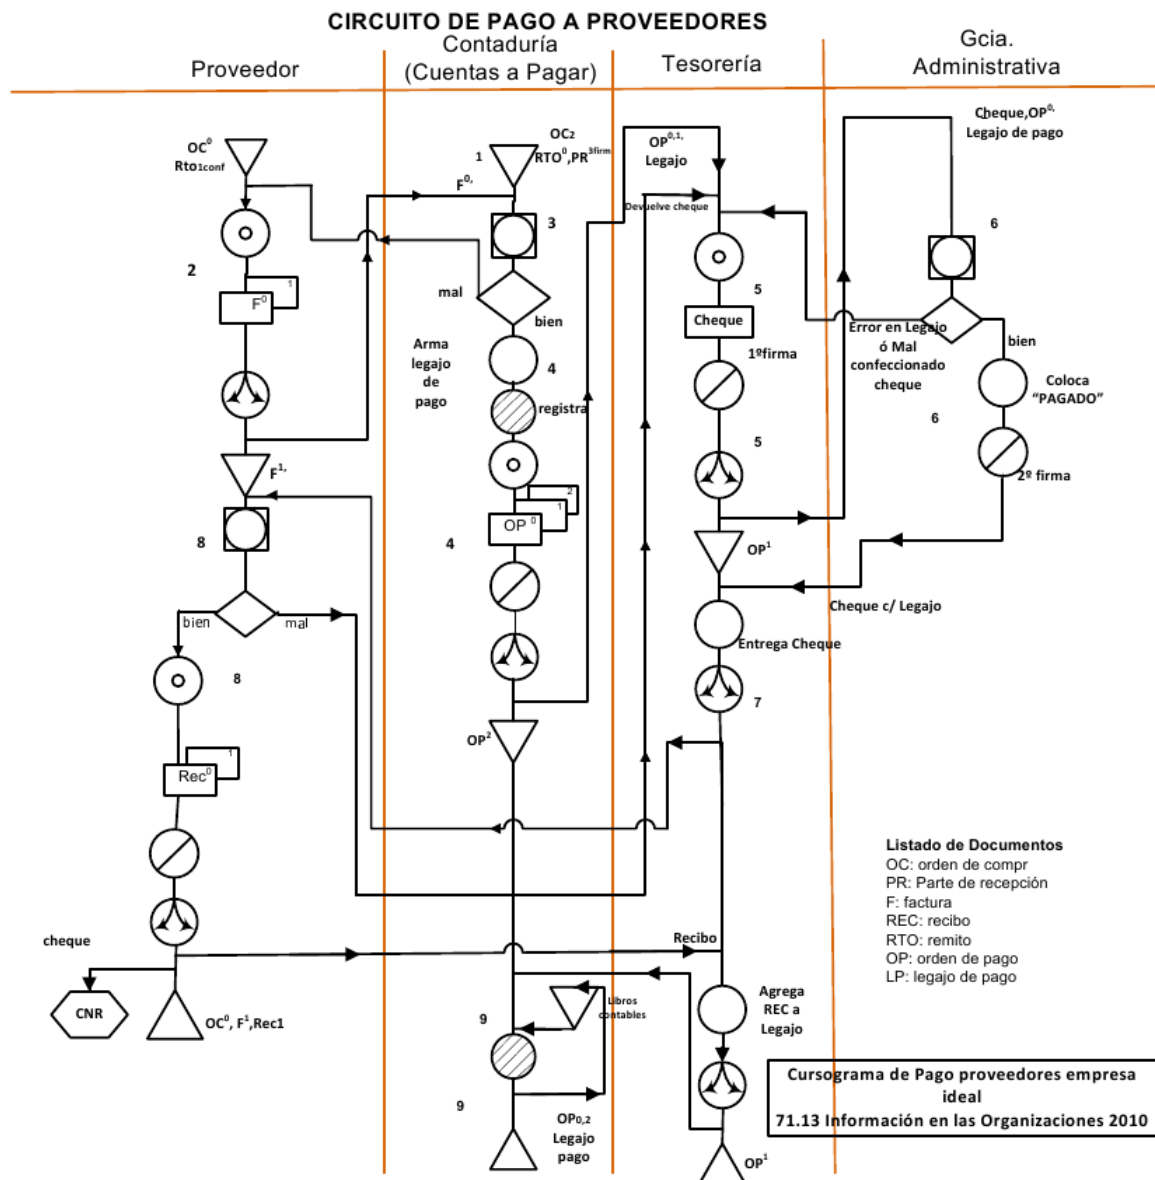 CIRCUITO DE PAGO A PROVEEDORES
Proveedor
Contaduría
(Cuentas a Pagar)
Tesorería
Gcia.
Administrativa
OC0
Rto1conf
2
F0
1
F1,
8
bien
mal
8
Rec0
1
cheque
CNR
OC0, F1,Rec1
F0,
1
OC2
RTO0,PR3firm
3
mal
bien
Arma
legajo
de
pago
4
registra
2
1
OP 0
4
OP2
9
Libros
contables
9
OP0,2
Legajo
pago
OP0,1,
Legajo
Devuelve cheque
5
Cheque
1ºfirma
5
OP1
Entrega Cheque
7
Recibo
Agrega
REC a
Legajo
OP1
Cheque,OP0,
Legajo de pago
6
Error en Legajo
ó Mal
confeccionado
cheque
bien
Coloca
“PAGADO”
6
2º firma
Cheque c/ Legajo
Listado de Documentos
OC: orden de compr
PR: Parte de recepción
F: factura
REC: recibo
RTO: remito
OP: orden de pago
LP: legajo de pago
Cursograma de Pago proveedores empresa
ideal
71.13 Información en las Organizaciones 2010